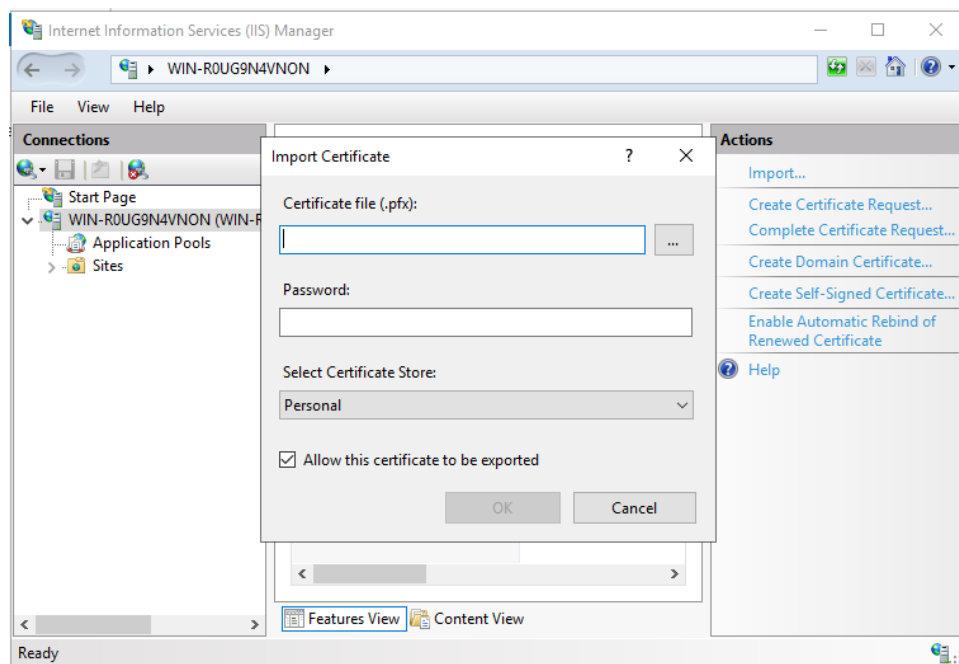 Internet Information Services (IIS) Manager
WIN-R0UG9N4VNON
File View Help
Connections
Start Page
WIN-R0UG9N4VNON (WIN-R
Application Pools
Sites
Import Certificate
?
Certificate file (.pfx):
...
Password:
Select Certificate Store:
Personal
Allow this certificate to be exported
OK Cancel
Features View Content View
Actions
Import...
Create Certificate Request...
Complete Certificate Request...
Create Domain Certificate...
Create Self-Signed Certificate...
Enable Automatic Rebind of
Renewed Certificate
Help
Ready